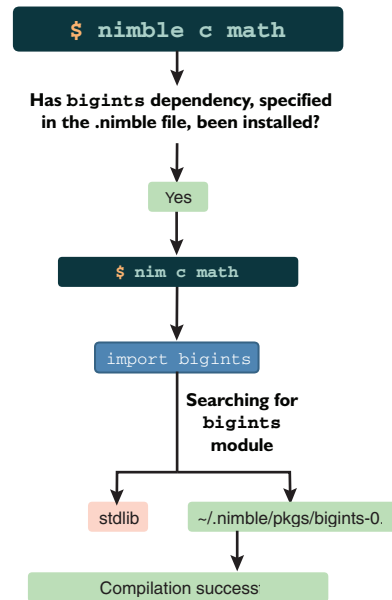 $ nimble c math
Has bigints dependency, specified
in the .nimble file, been installed?
Yes
$ nim c math
import bigints
Searching for
bigints
module
stdlib
~/.nimble/pkgs/bigints-0.
Compilation success